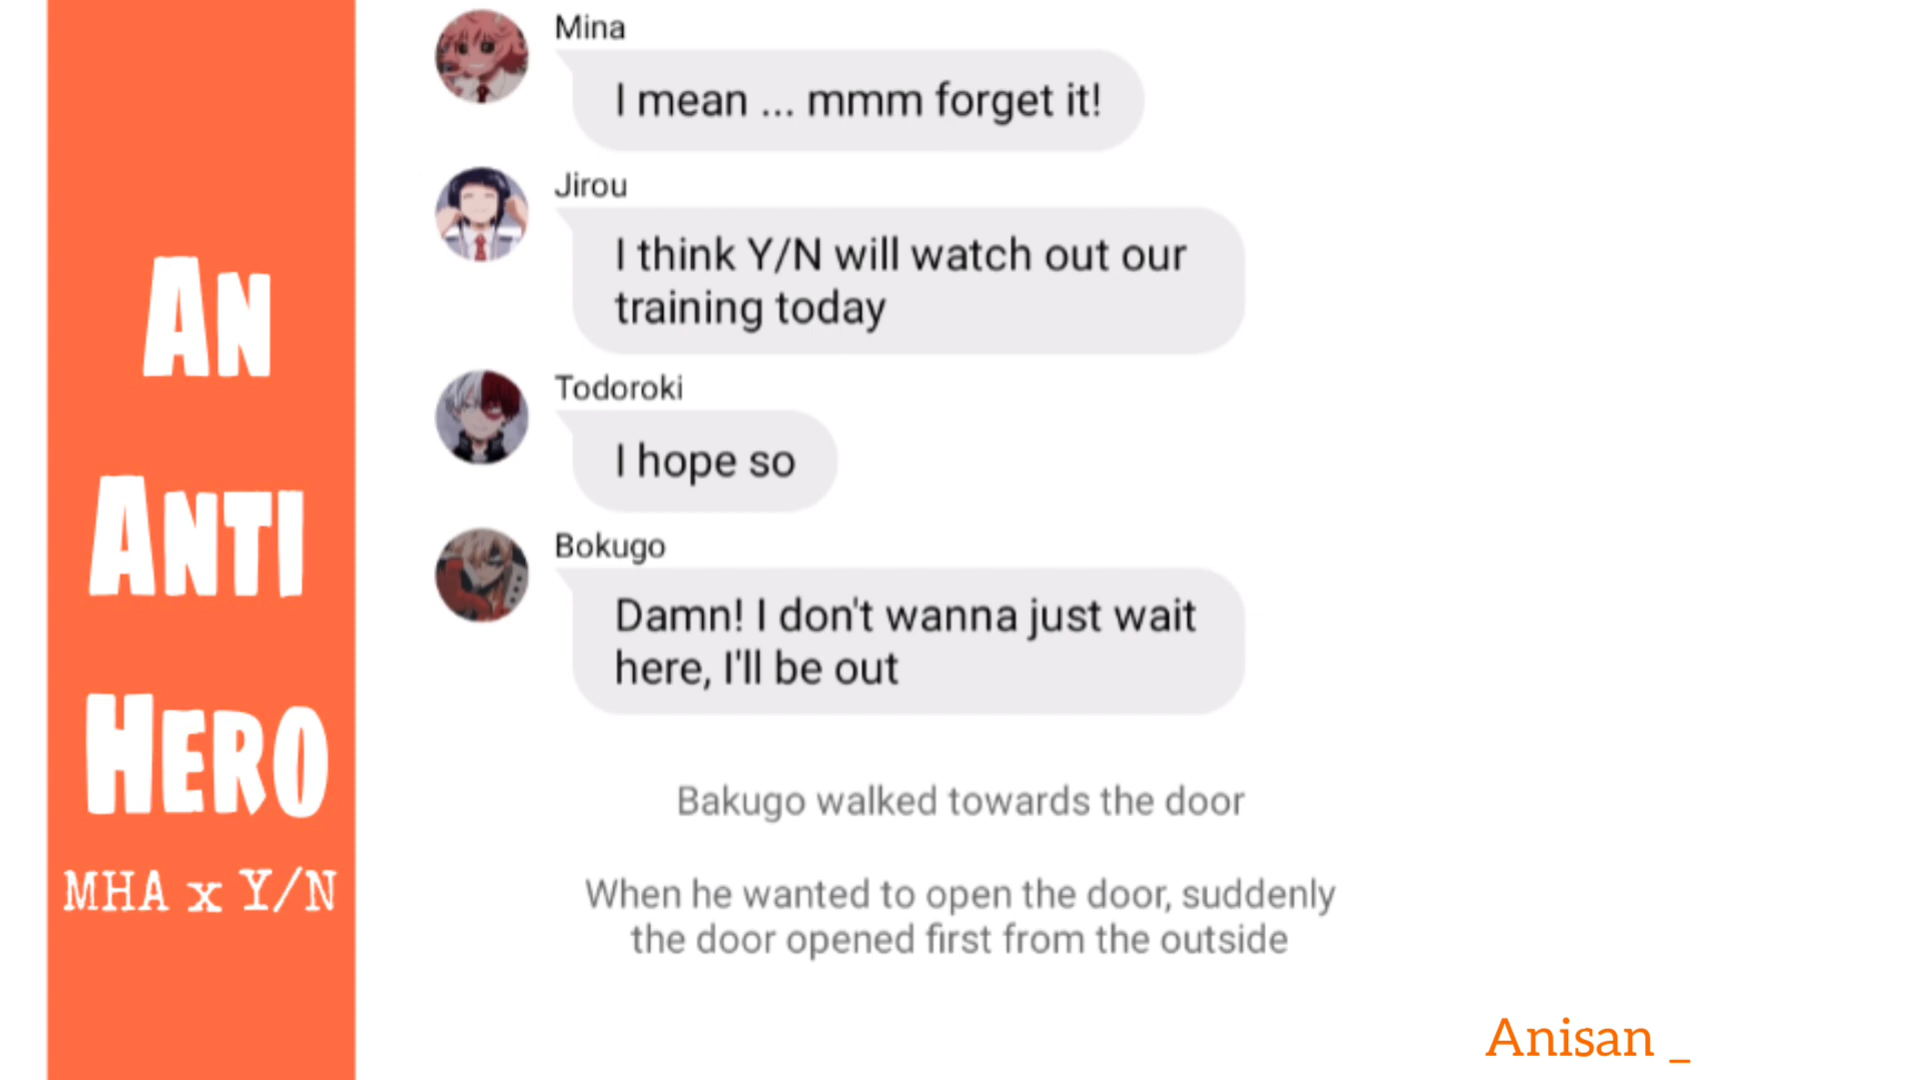 An
Anti
Hero
MHA x Y/N
Mina
I mean ... mmm forget it!
Jirou
I think Y/N will watch out our
training today
Todoroki
I hope so
Bokugo
Damn! I don't wanna just wait
here, I'll be out
Bakugo walked towards the door
When he wanted to open the door, suddenly
the door opened first from the outside
Anisan _